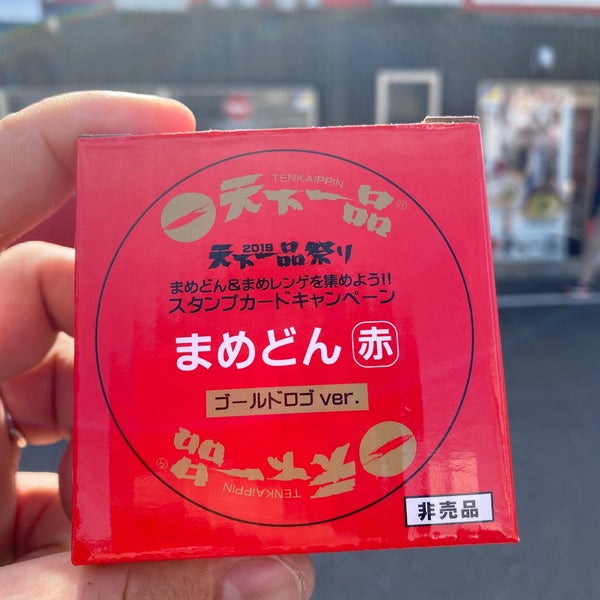 TENKAIPPIN
天下一品®
2019
天下一品祭り
まめどん&まめレンゲを集めよう!!
スタンプカードキャンペーン
まめどん 赤
ゴールドロゴ ver.
天下一品®
TENKAIPPIN
非売品